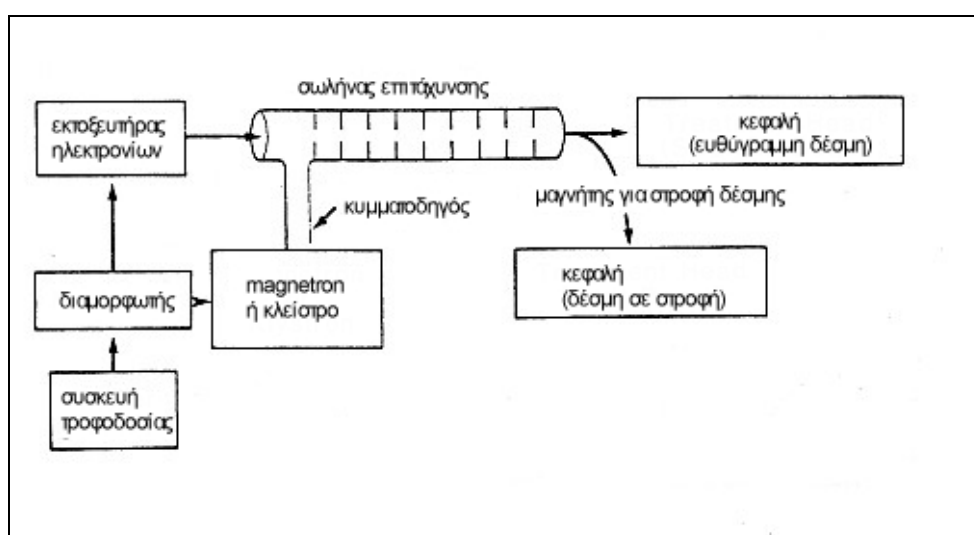 σωλήνας επιτάχυνσης
εκτοξευτήρας
ηλεκτρονίων
κεφαλή
(ευθύγραμμη δέσμη)
μαγνήτης για στροφή δέσμης
κυμματοδηγός
magnetron
ή κλείστρο
κεφαλή
(δέσμη σε στροφή)
διαμορφωτής
συσκευή
τροφοδοσίας